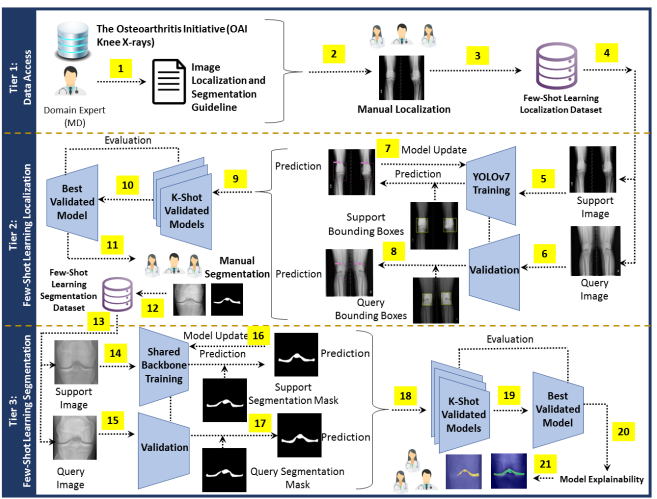 Tier 1:
Data Access
The Osteoarthritis Initiative (OAI
Knee X-rays)
1
Domain Expert
(MD)
Image
Localization and
Segmentation
Guideline
2
Manual Localization
3
Few-Shot Learning
Localization Dataset
4
Tier 2:
Few-Shot Learning Localization
Evaluation
Best
Validated
Model
10
K-Shot
Validated
Models
9
Prediction
7
Model Update
Prediction
YOLOv7
Training
5
Support
Image
Support
Bounding Boxes
11
Manual
Segmentation
Prediction
8
Validation
6
Query
Image
Query
Bounding Boxes
Few-Shot
Learning
Segmentation
Dataset
12
13
Tier 3:
Few-Shot Learning Segmentation
14
Support
Image
Shared
Backbone
Training
Model Update
16
Prediction
Prediction
Support
Segmentation Mask
15
Query
Image
Validation
17
Prediction
Query Segmentation
Mask
18
Evaluation
K-Shot
Validated
Models
19
Best
Validated
Model
20
21
Model Explainability